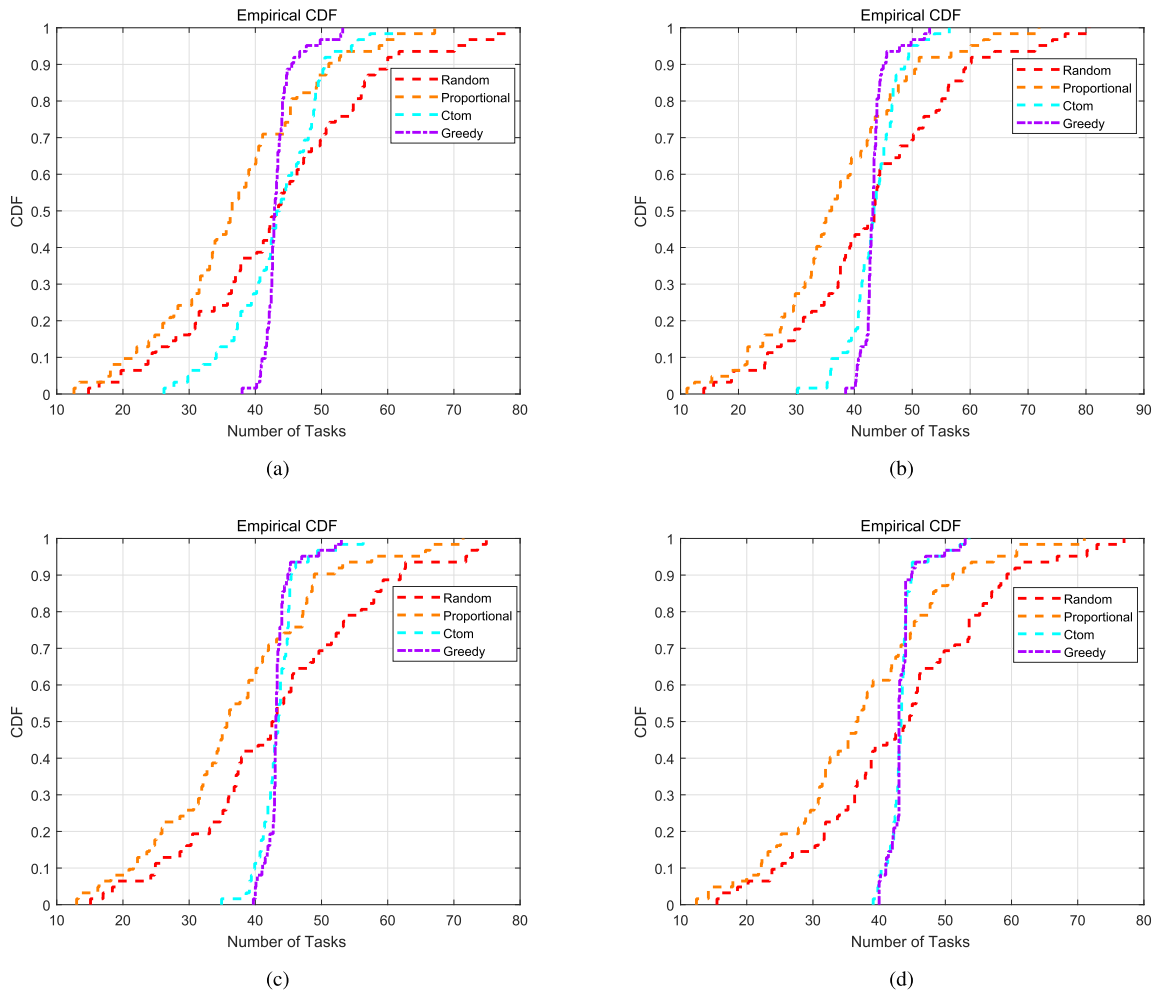 Empirical CDF
1
0.9
0.8
0.7
0.6
0.5
0.4
0.3
0.2
0.1
0
CDF
Random
Proportional
Ctom
Greedy
10 20 30 40 50 60 70 80
Number of Tasks
(a)
Empirical CDF
1
0.9
0.8
0.7
0.6
0.5
0.4
0.3
0.2
0.1
0
CDF
Random
Proportional
Ctom
Greedy
10 20 30 40 50 60 70 80 90
Number of Tasks
(b)
Empirical CDF
1
0.9
0.8
0.7
0.6
0.5
0.4
0.3
0.2
0.1
0
CDF
Random
Proportional
Ctom
Greedy
10 20 30 40 50 60 70 80
Number of Tasks
(c)
Empirical CDF
1
0.9
0.8
0.7
0.6
0.5
0.4
0.3
0.2
0.1
0
CDF
Random
Proportional
Ctom
Greedy
10 20 30 40 50 60 70 80
Number of Tasks
(d)